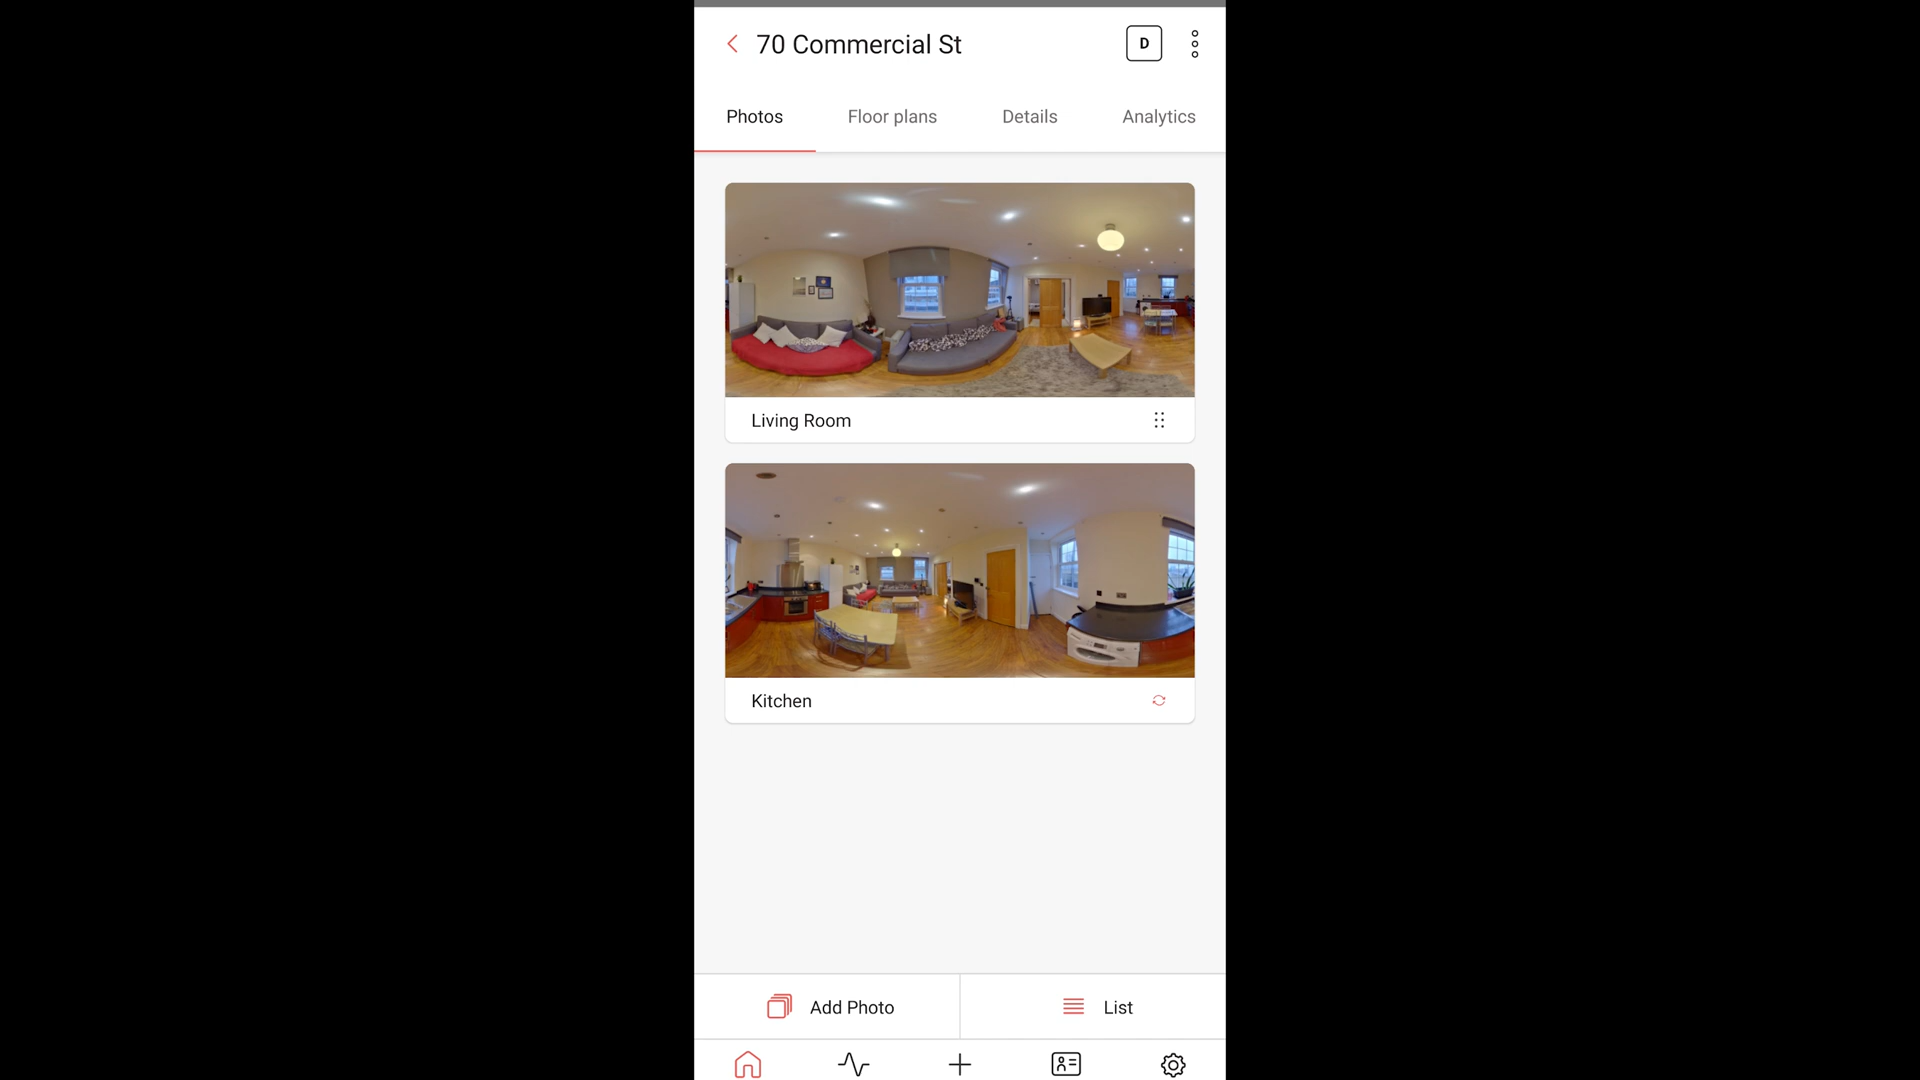 70 Commercial St
D
Photos
Floor plans
Details
Analytics
Living Room
Kitchen
Add Photo
List